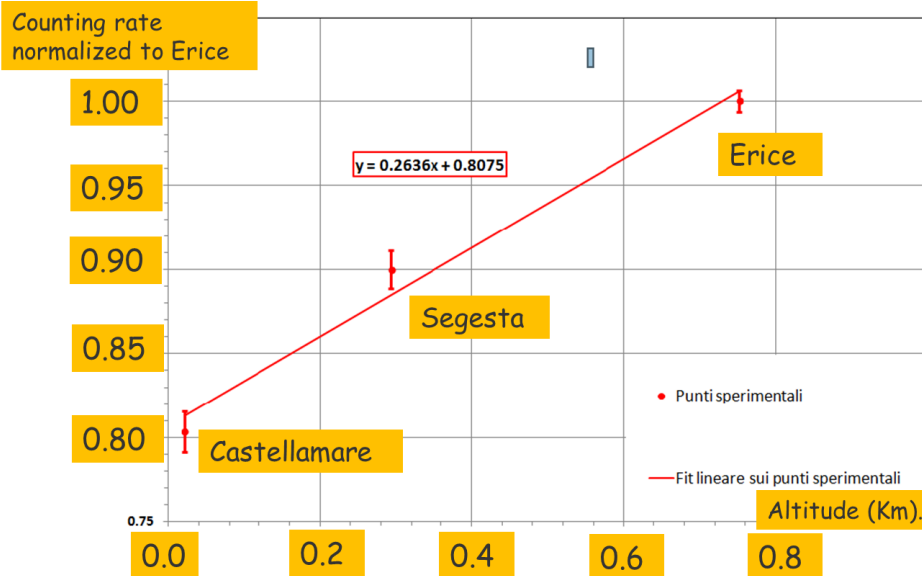 Counting rate
normalized to Erice
1.00
Erice
y = 0.2636x + 0.8075
0.95
0.90
Segesta
0.85
Punti sperimentali
0.80
Castellamare
Fit lineare sui punti sperimentali
Altitude (Km).
0.75
0.0
0.2
0.4
0.6
0.8